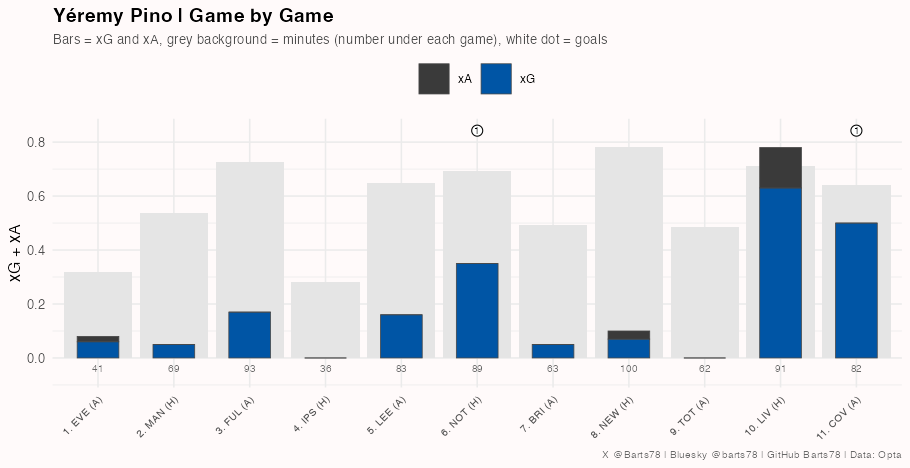 Yéremy Pino | Game by Game
Bars = xG and xA, grey background = minutes (number under each game), white dot = goals
xA xG
xG + xA
0.8
0.6
0.4
0.2
0.0
1 1
41 69 93 36 83 89 63 100 62 91 82
1. EVE (A) 2. MAN (H) 3. FUL (A) 4. IPS (H) 5. LEE (A) 6. NOT (H) 7. BRI (A) 8. NEW (H) 9. TOT (A) 10. LIV (H) 11. COV (A)
X @Barts78 | Bluesky @barts78 | GitHub Barts78 | Data: Opta